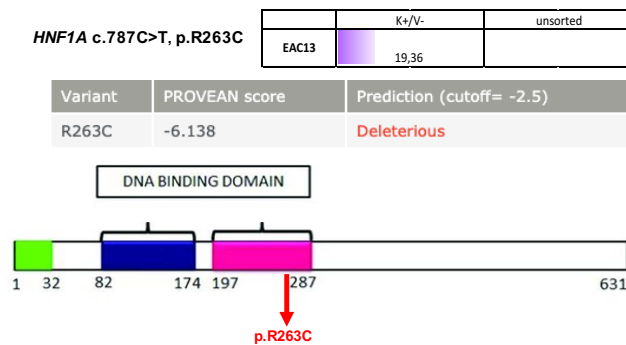 HNF1A c.787C>T, p.R263C
K+/V- unsorted
EAC13 19,36
Variant PROVEAN score Prediction (cutoff= -2.5)
R263C -6.138 Deleterious
DNA BINDING DOMAIN
1 32 82 174 197 287 631
p.R263C